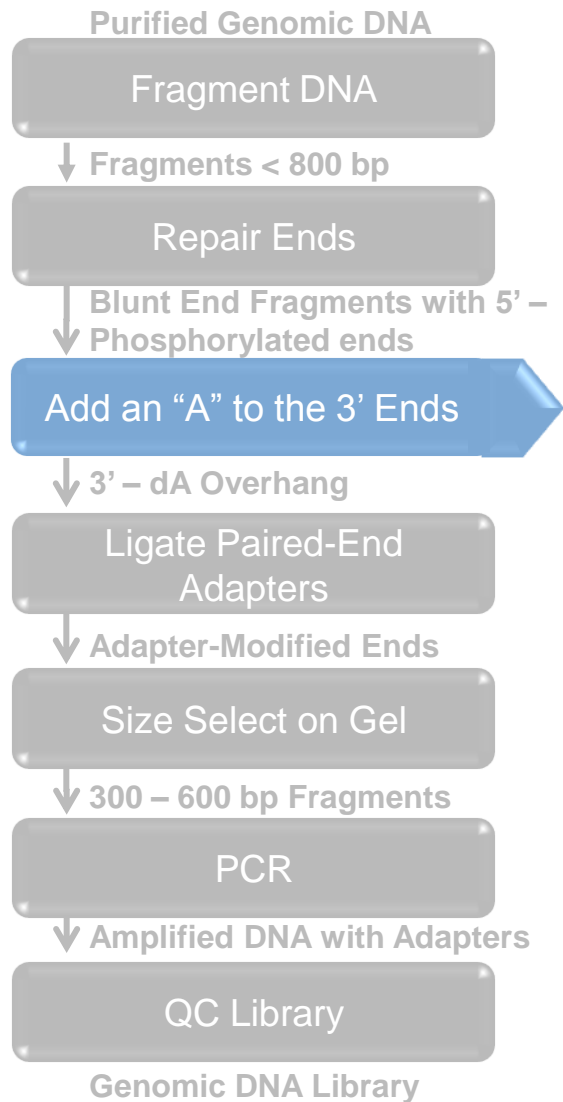 Purified Genomic DNA
Fragment DNA
Fragments < 800 bp
Repair Ends
Blunt End Fragments with 5’ –
Phosphorylated ends
Add an “A” to the 3’ Ends
3’ – dA Overhang
Ligate Paired-End
Adapters
Adapter-Modified Ends
Size Select on Gel
300 – 600 bp Fragments
PCR
Amplified DNA with Adapters
QC Library
Genomic DNA Library